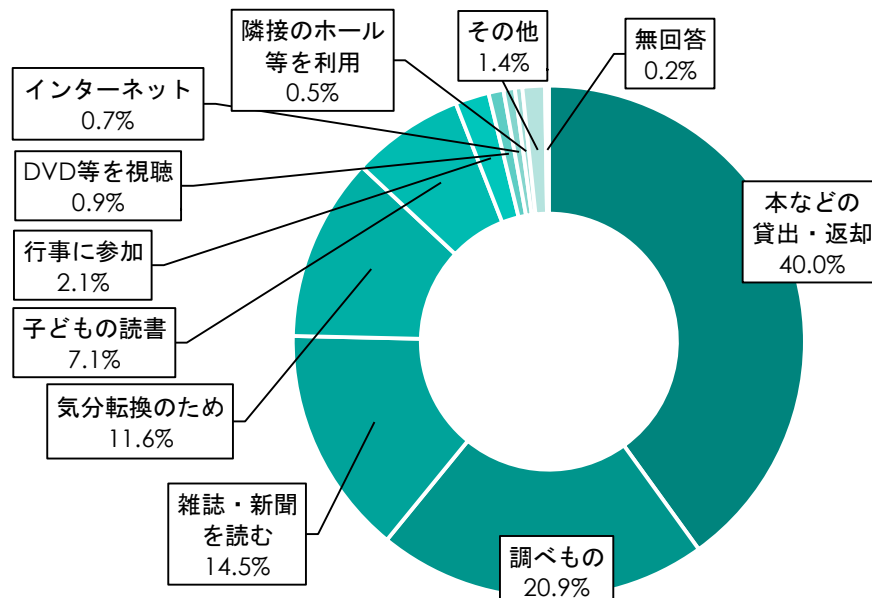 隣接のホール
等を利用
0.5%
その他
1.4%
無回答
0.2%
インターネット
0.7%
DVD等を視聴
0.9%
行事に参加
2.1%
子どもの読書
7.1%
気分転換のため
11.6%
雑誌・新聞
を読む
14.5%
調べもの
20.9%
本などの
貸出・返却
40.0%